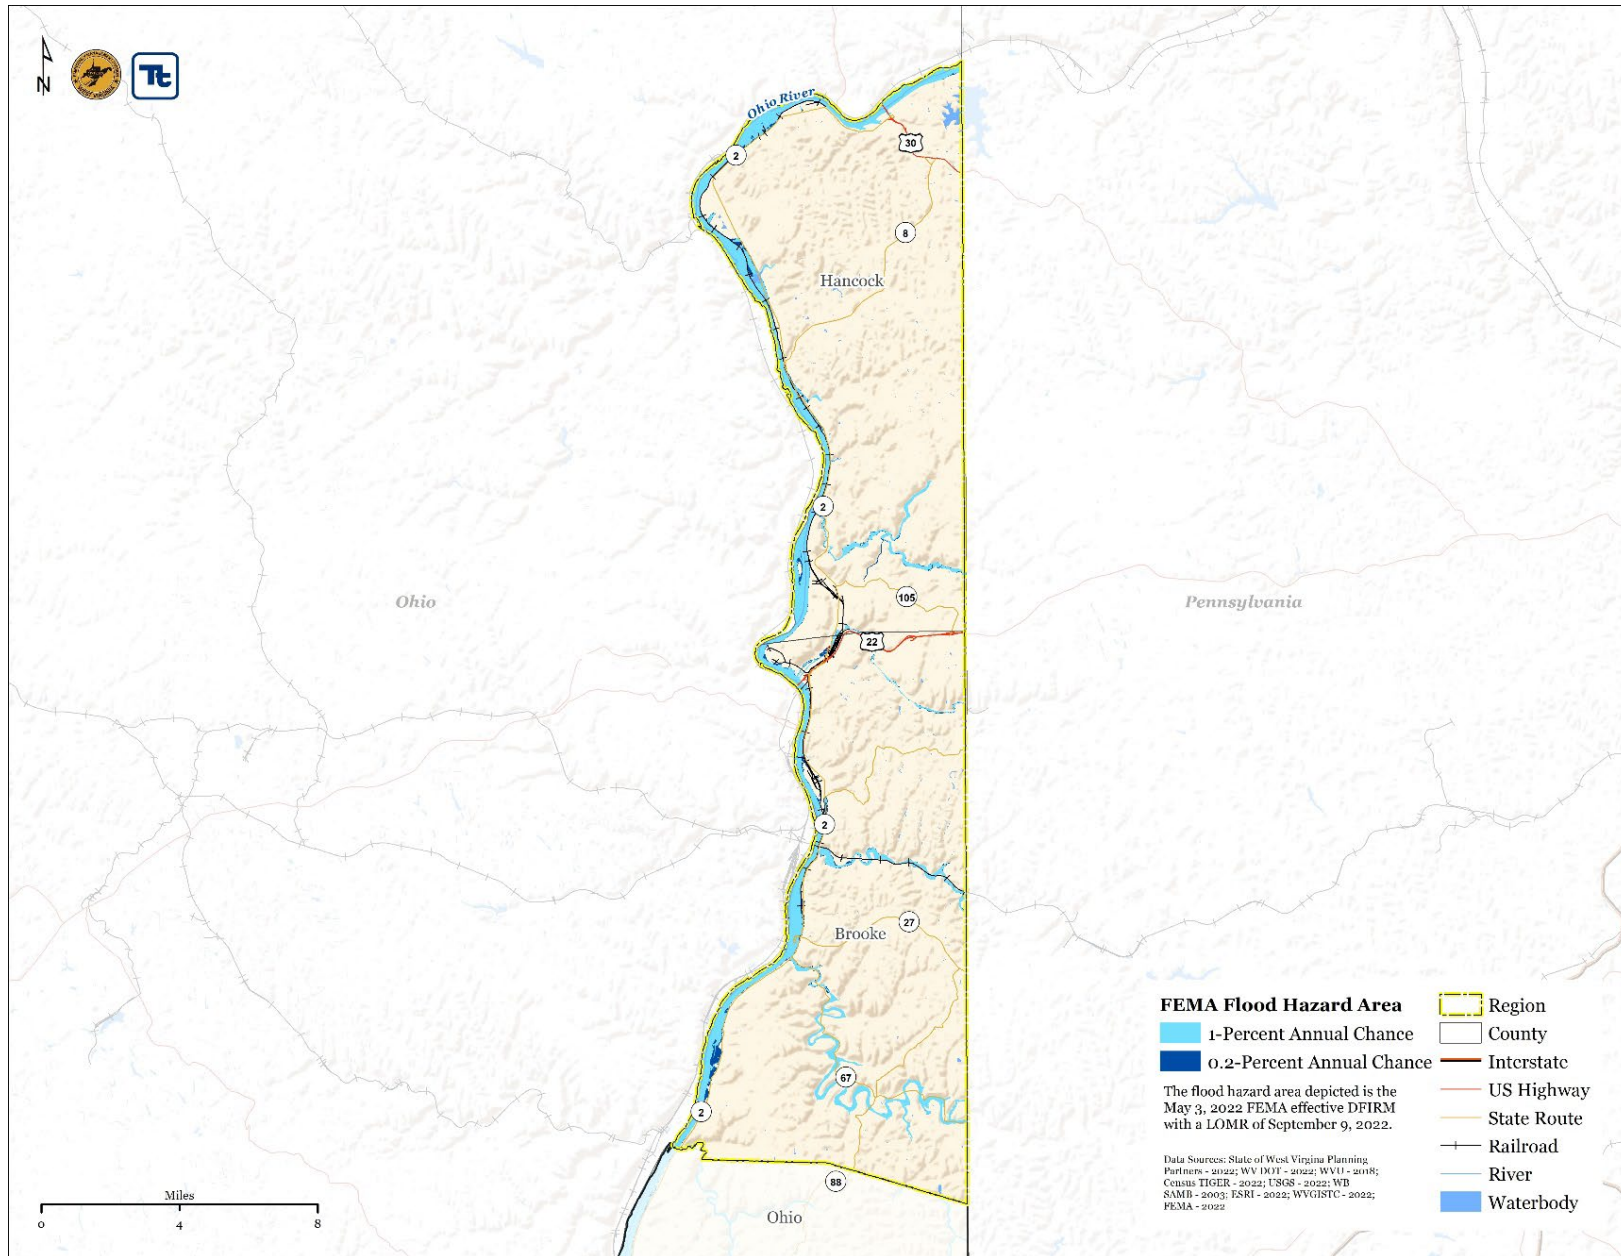 N
Tt
Ohio River
2
30
8
Hancock
2
Ohio
105
Pennsylvania
22
2
27
Brooke
67
2
88
Ohio
Miles
0 4 8
FEMA Flood Hazard Area
1-Percent Annual Chance
0.2-Percent Annual Chance
The flood hazard area depicted is the
May 3, 2022 FEMA effective DFIRM
with a LOMR of September 9, 2022.
Data Sources: State of West Virgina Planning
Partners - 2022; WV DOT - 2022; WVU - 2018;
Census TIGER - 2022; USGS - 2022; WB
SAMB - 2003; ESRI - 2022; WVGISTC - 2022;
FEMA - 2022
Region
County
Interstate
US Highway
State Route
Railroad
River
Waterbody